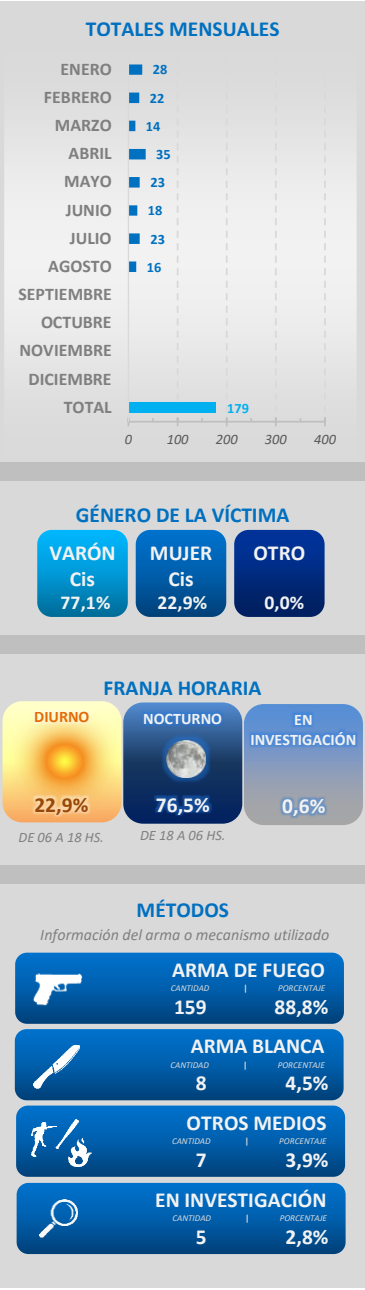 TOTALES MENSUALES
ENERO 28
FEBRERO 22
MARZO 14
ABRIL 35
MAYO 23
JUNIO 18
JULIO 23
AGOSTO 16
SEPTIEMBRE
OCTUBRE
NOVIEMBRE
DICIEMBRE
TOTAL 179
0 100 200 300 400
GÉNERO DE LA VÍCTIMA
VARÓN
Cis
77,1%
MUJER
Cis
22,9%
OTRO
0,0%
FRANJA HORARIA
DIURNO
22,9%
DE 06 A 18 HS.
NOCTURNO
76,5%
DE 18 A 06 HS.
EN
INVESTIGACIÓN
0,6%
MÉTODOS
Información del arma o mecanismo utilizado
ARMA DE FUEGO
CANTIDAD | PORCENTAJE
159 88,8%
ARMA BLANCA
CANTIDAD | PORCENTAJE
8 4,5%
OTROS MEDIOS
CANTIDAD | PORCENTAJE
7 3,9%
EN INVESTIGACIÓN
CANTIDAD | PORCENTAJE
5 2,8%